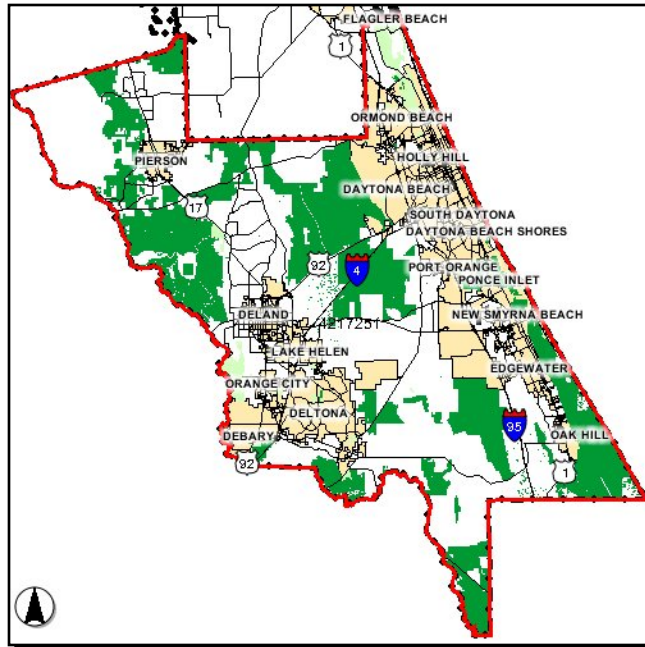 FLAGLER BEACH
1
ORMOND BEACH
HOLLY HILL
PIERSON
DAYTONA BEACH
17
SOUTH DAYTONA
DAYTONA BEACH SHORES
92
4
PORT ORANGE
PONCE INLET
DELAND
NEW SMYRNA BEACH
4217251
LAKE HELEN
EDGEWATER
ORANGE CITY
DELTONA
95
DEBARY
OAK HILL
92
1